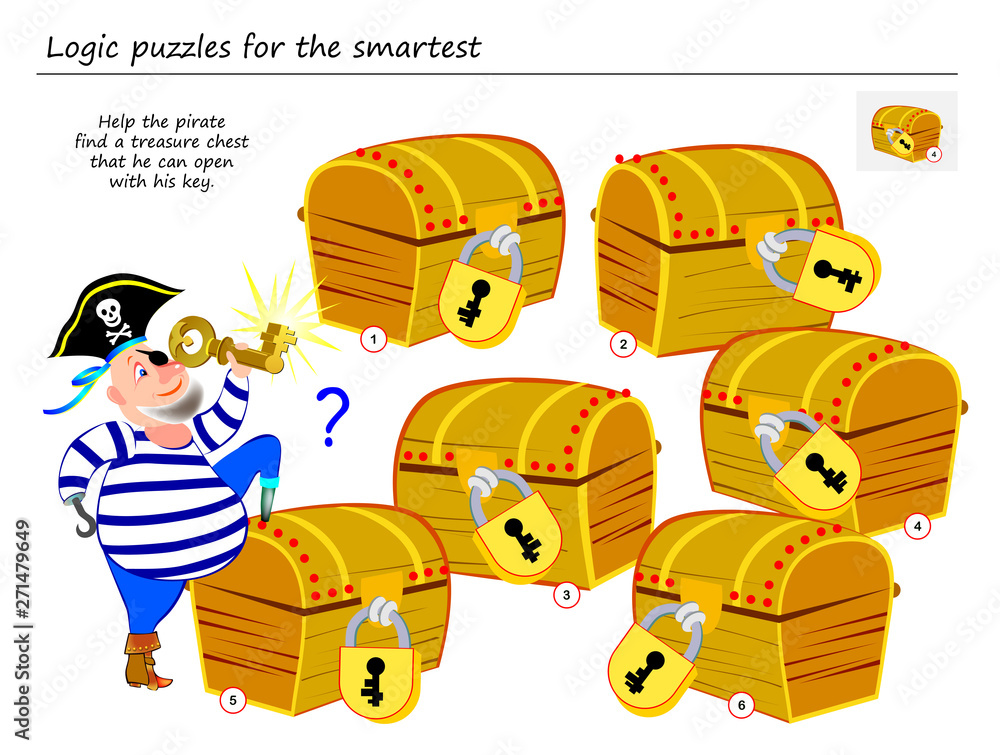 Logic puzzles for the smartest
Help the pirate
find a treasure chest
that he can open
with his key.
4
1
2
3
4
5
6
?
Adobe Stock | #271479649